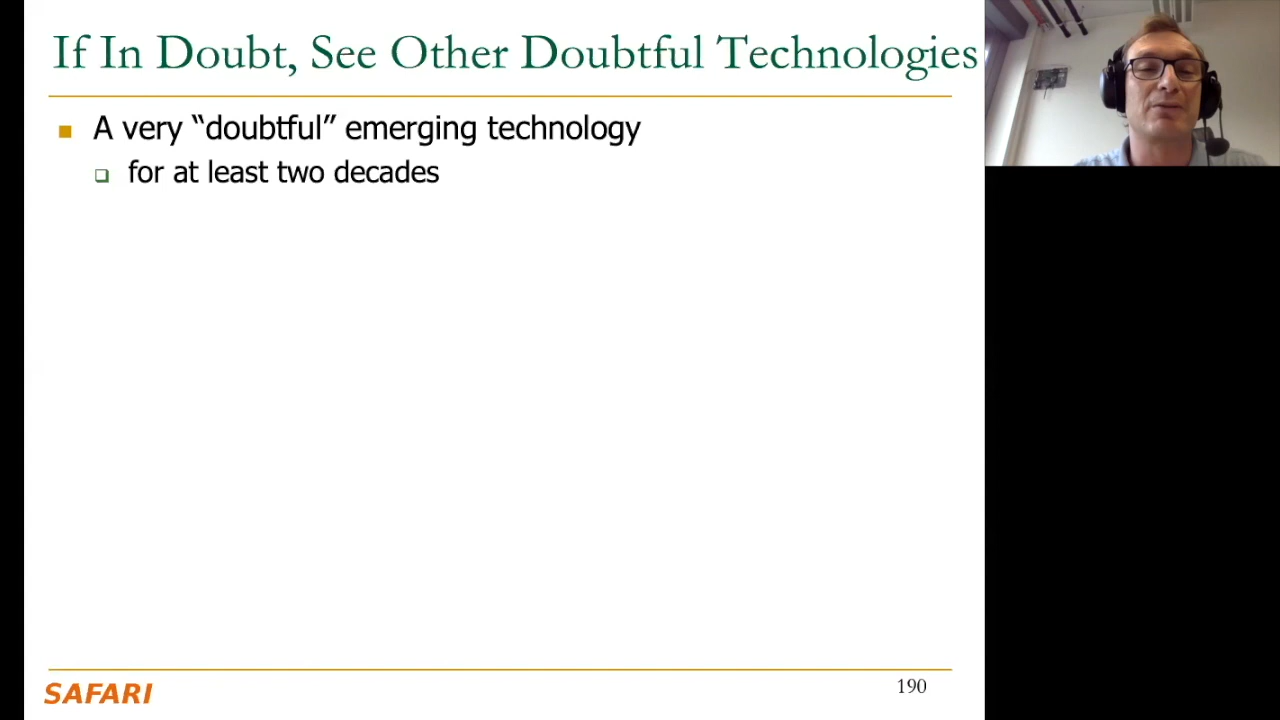 If In Doubt, See Other Doubtful Technologies
A very “doubtful” emerging technology
for at least two decades
SAFARI
190